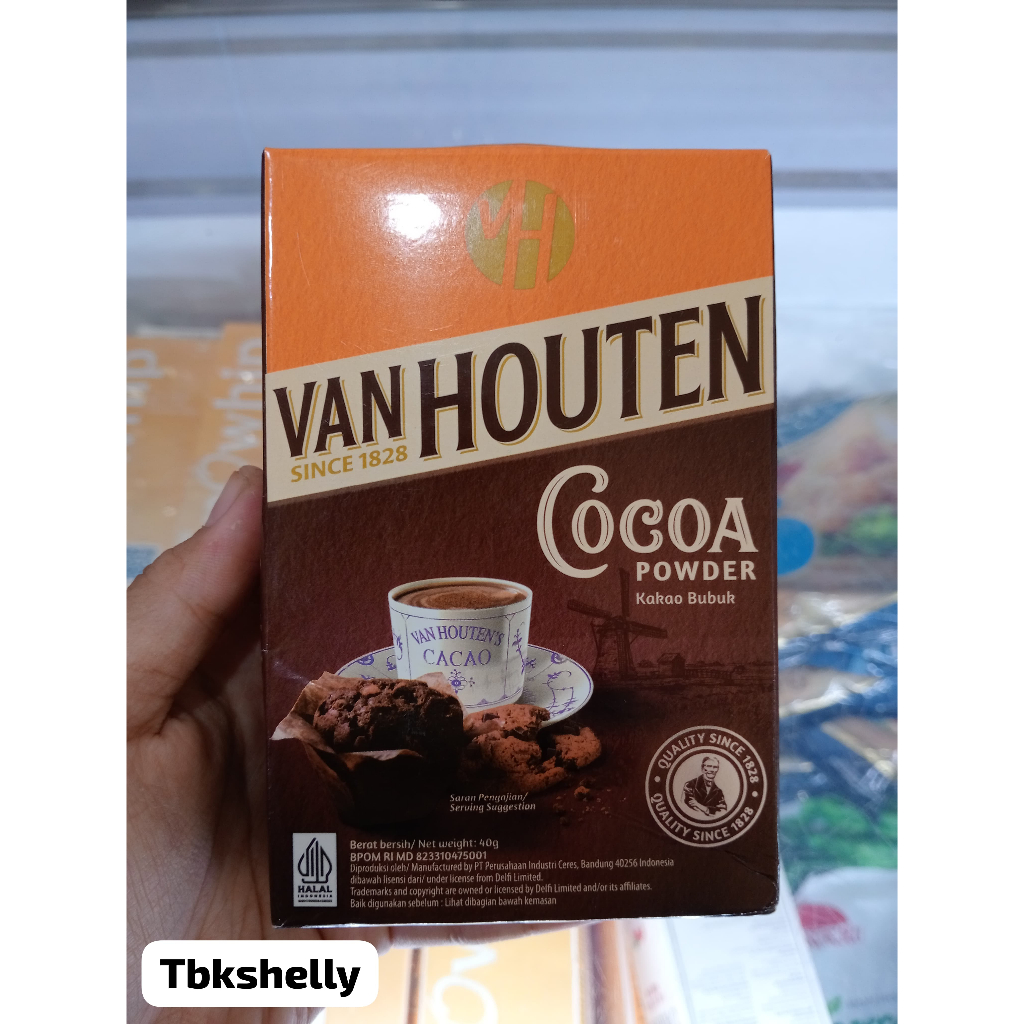 VH
VAN HOUTEN
SINCE 1828
COCOA
POWDER
Kakao Bubuk
VAN HOUTEN'S
CACAO
QUALITY SINCE 1828
QUALITY SINCE 1828
Saran Penyajian/
Serving Suggestion
HALAL
INDONESIA
Berat bersih/ Net weight: 40g
BPOM RI MD 823310475001
Diproduksi oleh/ Manufactured by PT Perusahaan Industri Ceres, Bandung 40256 Indonesia
dibawah lisensi dari/ under license from Delfi Limited.
Trademarks and copyright are owned or licensed by Delfi Limited and/or its affiliates.
Baik digunakan sebelum : Lihat dibagian bawah kemasan
Tbkshelly